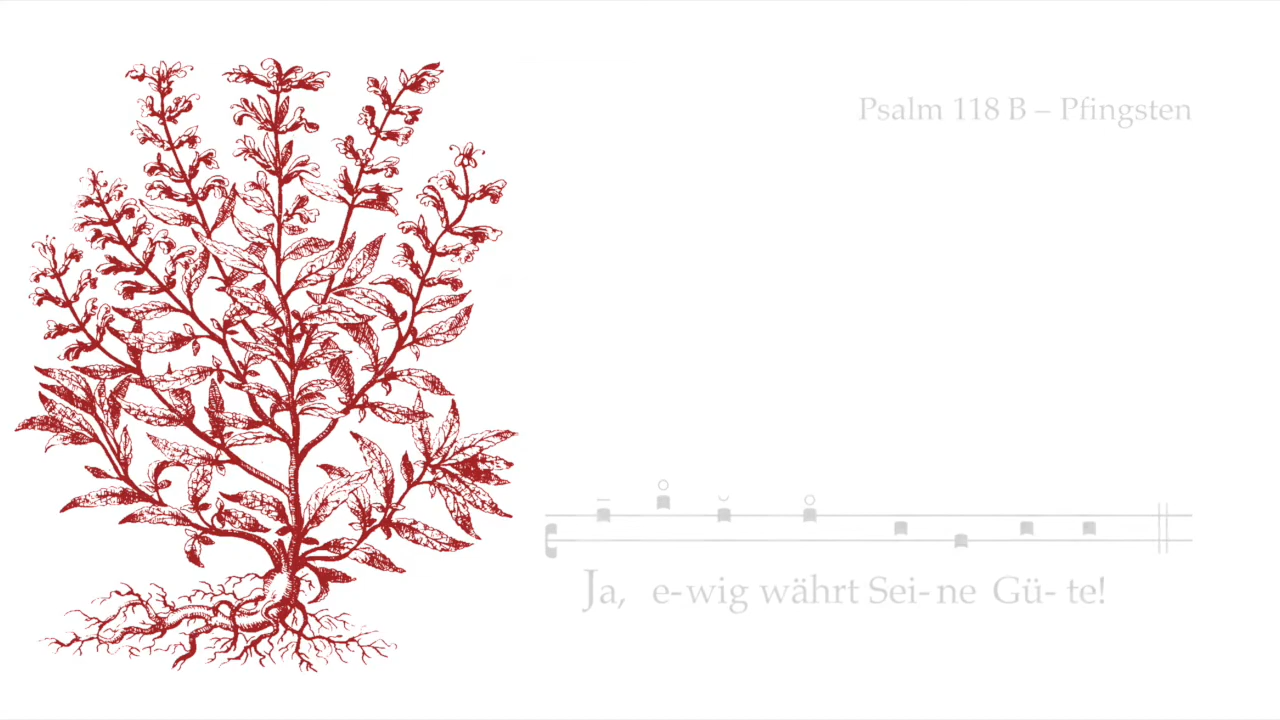 Psalm 118 B – Pfingsten
Ja, e-wig währt Sei-ne Gü-te!